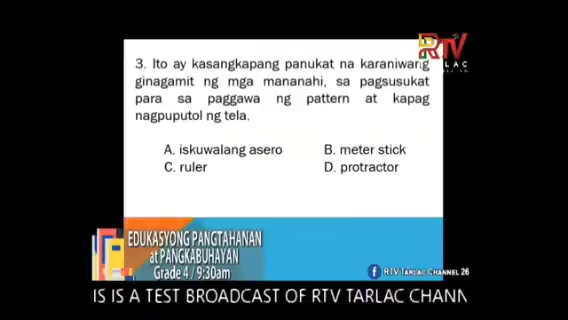 RTV
TARLAC
3. Ito ay kasangkapang panukat na karaniwang
ginagamit ng mga mananahi, sa pagsusukat
para sa paggawa ng pattern at kapag
nagpuputol ng tela.
A. iskuwalang asero
B. meter stick
C. ruler
D. protractor
EDUKASYONG PANGTAHANAN
at PANGKABUHAYAN
Grade 4 / 9:30am
f RTV TARLAC CHANNEL 26
IS IS A TEST BROADCAST OF RTV TARLAC CHANN